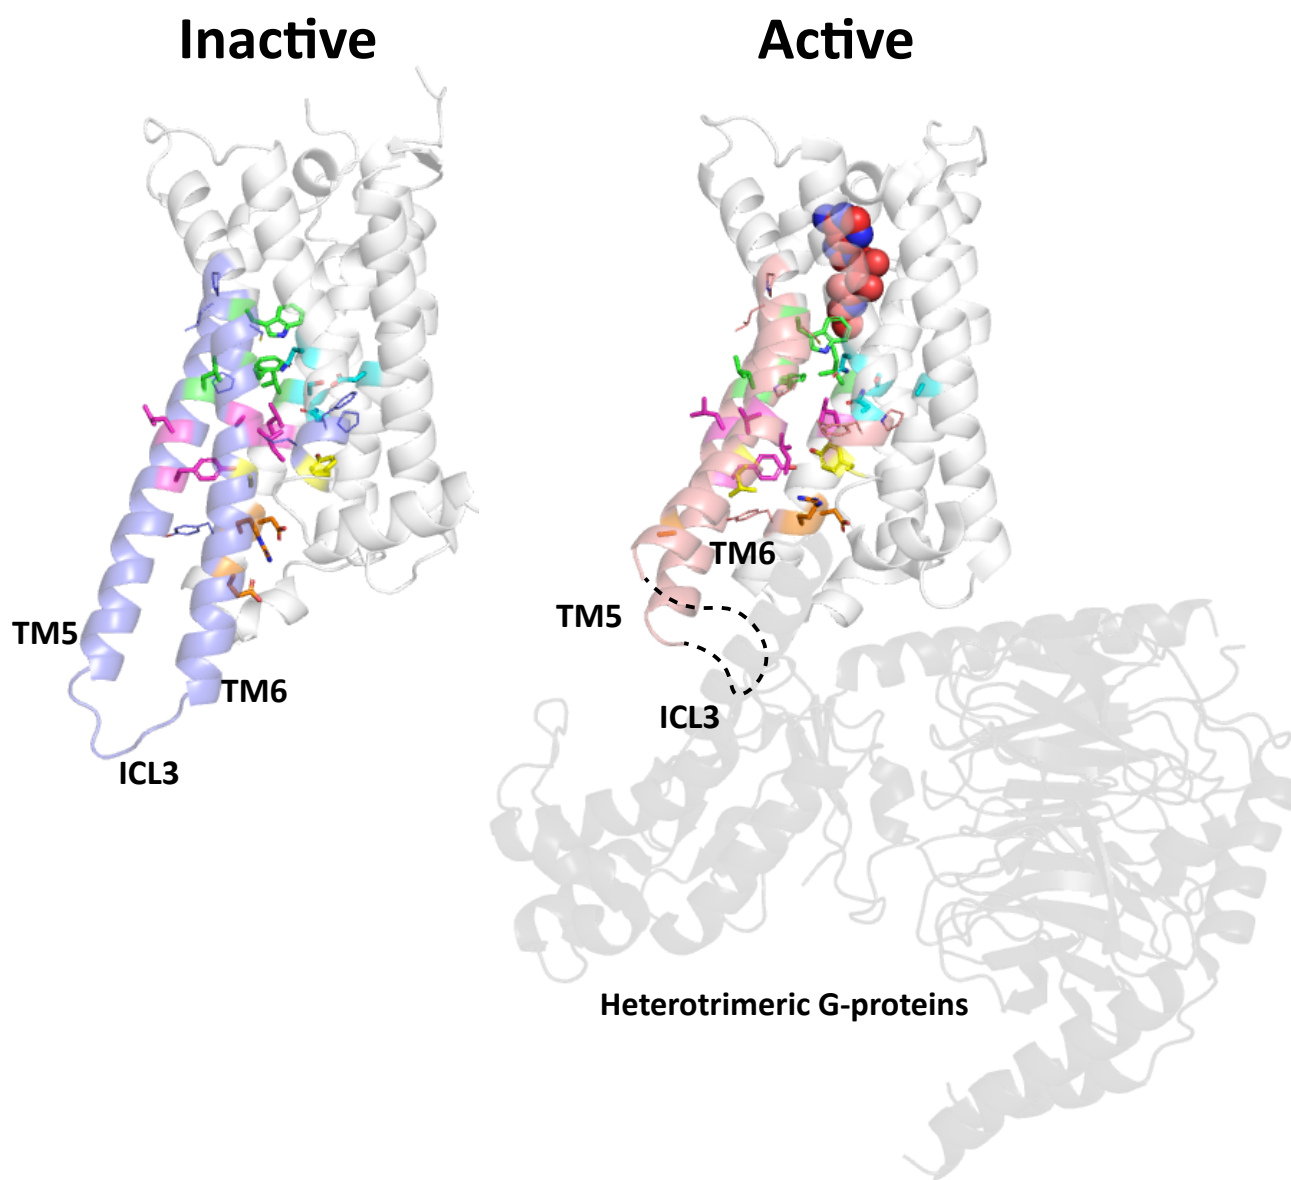 Inactive
Active
TM6
TM5
TM5
TM6
ICL3
ICL3
Heterotrimeric G-proteins